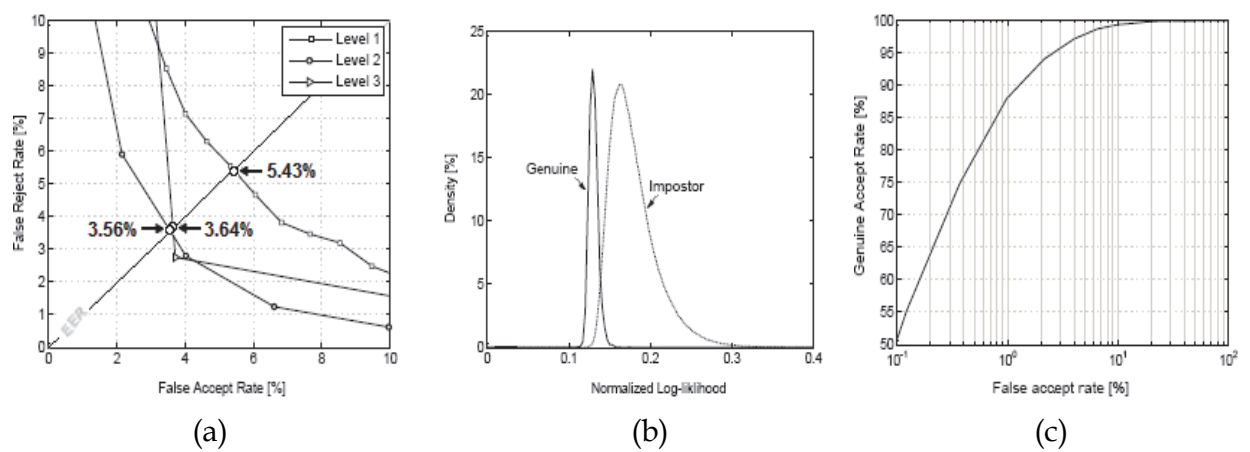 10
9
8
7
6
5
4
3
2
1
0
False Reject Rate [%]
Level 1
Level 2
Level 3
5.43%
3.56%
3.64%
EER
0 2 4 6 8 10
False Accept Rate [%]
(a)
25
20
15
10
5
0
Density [%]
Genuine
Impostor
0 0.1 0.2 0.3 0.4
Normalized Log-liklihood
(b)
100
95
90
85
80
75
70
65
60
55
50
Genuine Accept Rate [%]
10-1 100 101 102
False accept rate [%]
(c)